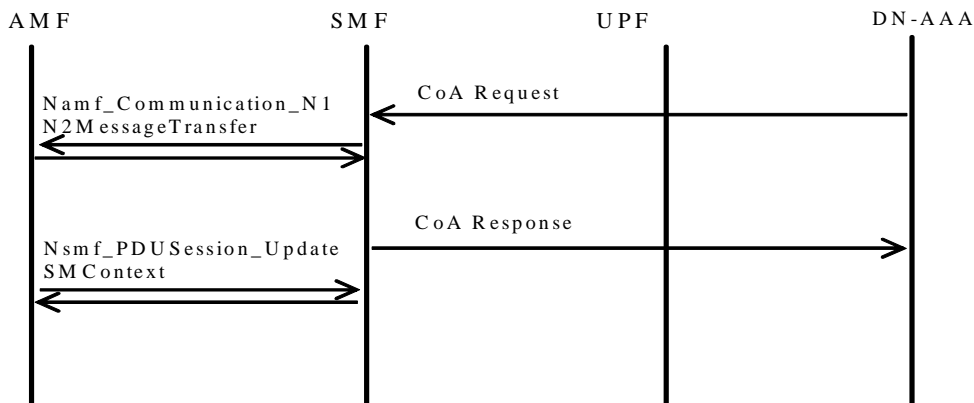 AMF SMF UPF DN-AAA
CoA Request
Namf_Communication_N1
N2MessageTransfer
CoA Response
Nsmf_PDUSession_Update
SMContext